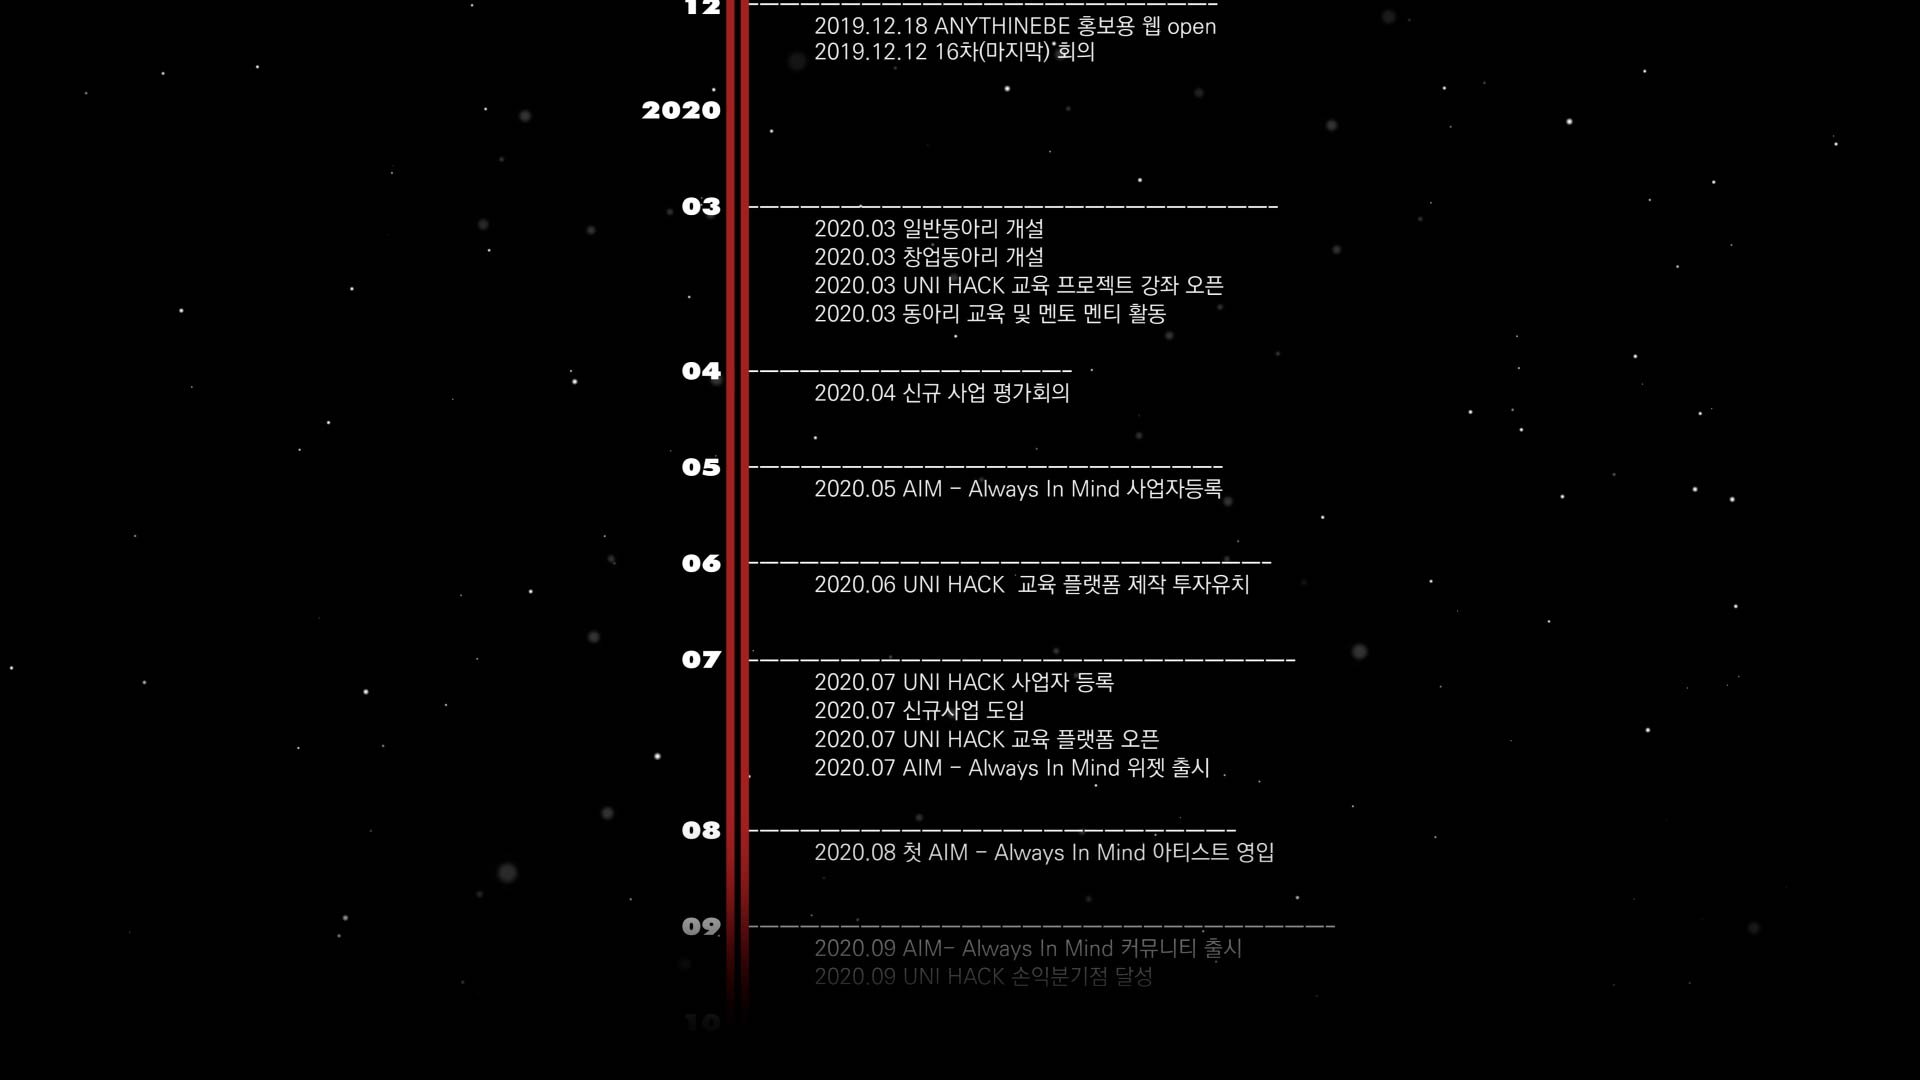 12
2019.12.18 ANYTHINEBE 홍보용 웹 open
2019.12.12 16차(마지막) 회의
2020
03
2020.03 일반동아리 개설
2020.03 창업동아리 개설
2020.03 UNI HACK 교육 프로젝트 강좌 오픈
2020.03 동아리 교육 및 멘토 멘티 활동
04
2020.04 신규 사업 평가회의
05
2020.05 AIM - Always In Mind 사업자등록
06
2020.06 UNI HACK 교육 플랫폼 제작 투자유치
07
2020.07 UNI HACK 사업자 등록
2020.07 신규사업 도입
2020.07 UNI HACK 교육 플랫폼 오픈
2020.07 AIM - Always In Mind 위젯 출시
08
2020.08 첫 AIM - Always In Mind 아티스트 영입
09
2020.09 AIM- Always In Mind 커뮤니티 출시
2020.09 UNI HACK 손익분기점 달성
10